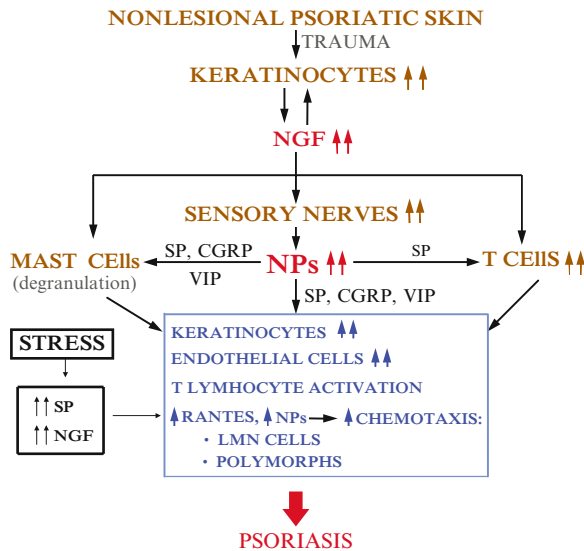 NONLESIONAL PSORIATIC SKIN
TRAUMA
KERATINOCYTES
NGF
SENSORY NERVES
MAST CElls
(degranulation)
SP, CGRP
VIP
NPs
SP
T CEllS
SP, CGRP, VIP
STRESS
SP
NGF
KERATINOCYTES
ENDOTHELIAL CELLS
T LYMHOCYTE ACTIVATION
RANTES, NPs CHEMOTAXIS:
· LMN CELLS
· POLYMORPHS
PSORIASIS